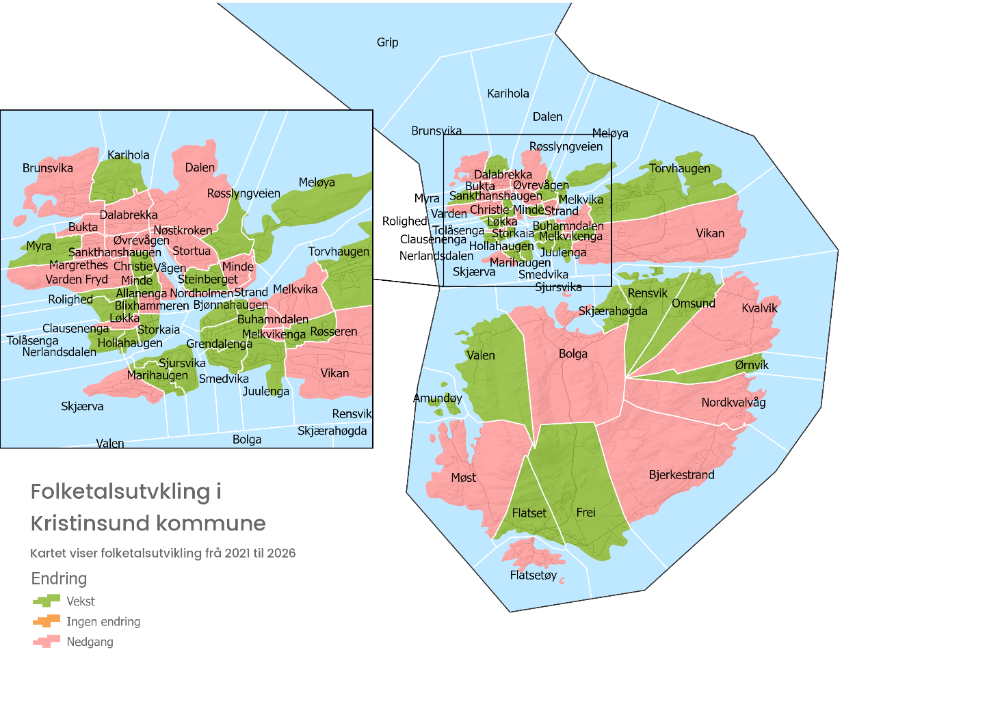 Grip
Karihola
Dalen
Brunsvika
Meløya
Røsslyngveien
Torvhaugen
Dalabrekka
Bukta
Øvrevågen
Myra
Sankthanshaugen
Melkvika
Varden
Christie
Minde
Strand
Rolighed
Løkka
Buhamndalen
Tolåsenga
Storkaia
Melkvikenga
Vikan
Clausenenga
Hollahaugen
Juulenga
Nerlandsdalen
Marihaugen
Skjærva
Smedvika
Sjursvika
Rensvik
Omsund
Skjærahøgda
Kvalvik
Valen
Bolga
Ørnvik
Amundøy
Nordkvalvåg
Møst
Bjerkestrand
Flatset
Frei
Flatsetøy
Karihola
Brunsvika
Dalen
Meløya
Røsslyngveien
Dalabrekka
Bukta
Nøstkroken
Myra
Øvrevågen
Sankthanshaugen
Stortua
Torvhaugen
Margrethes
Christie
Vågen
Minde
Varden Fryd
Minde
Steinberget
Allanenga
Nordholmen
Strand
Melkvika
Rolighed
Blixhammeren
Bjønnahaugen
Løkka
Buhamndalen
Clausenenga
Storkaia
Melkvikenga
Røsseren
Tolåsenga
Hollahaugen
Grendalenga
Nerlandsdalen
Sjursvika
Marihaugen
Smedvika
Vikan
Juulenga
Skjærva
Rensvik
Skjærahøgda
Valen
Bolga
Folketalsutvkling i
Kristinsund kommune
Kartet viser folketalsutvikling frå 2021 til 2026
Endring
Vekst
Ingen endring
Nedgang